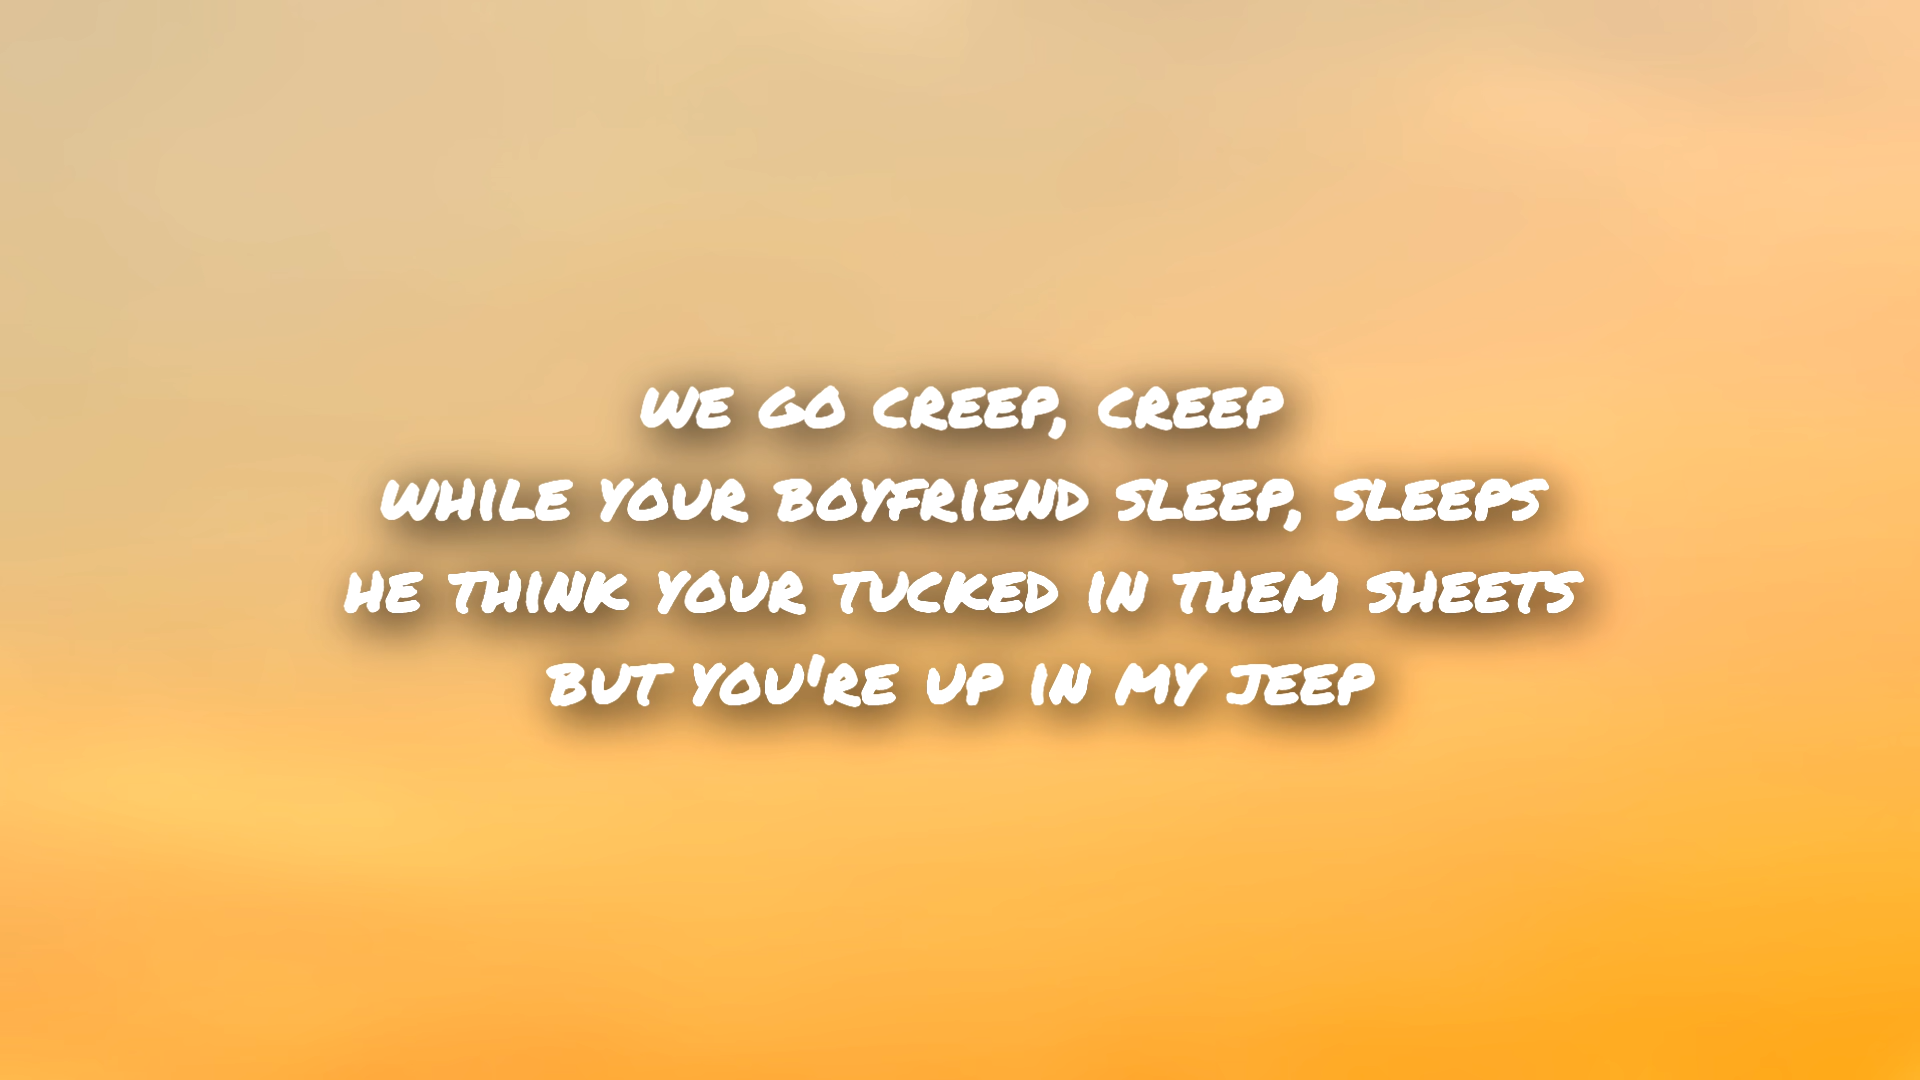 WE GO CREEP, CREEP
WHILE YOUR BOYFRIEND SLEEP, SLEEPS
HE THINK YOUR TUCKED IN THEM SHEETS
BUT YOU'RE UP IN MY JEEP